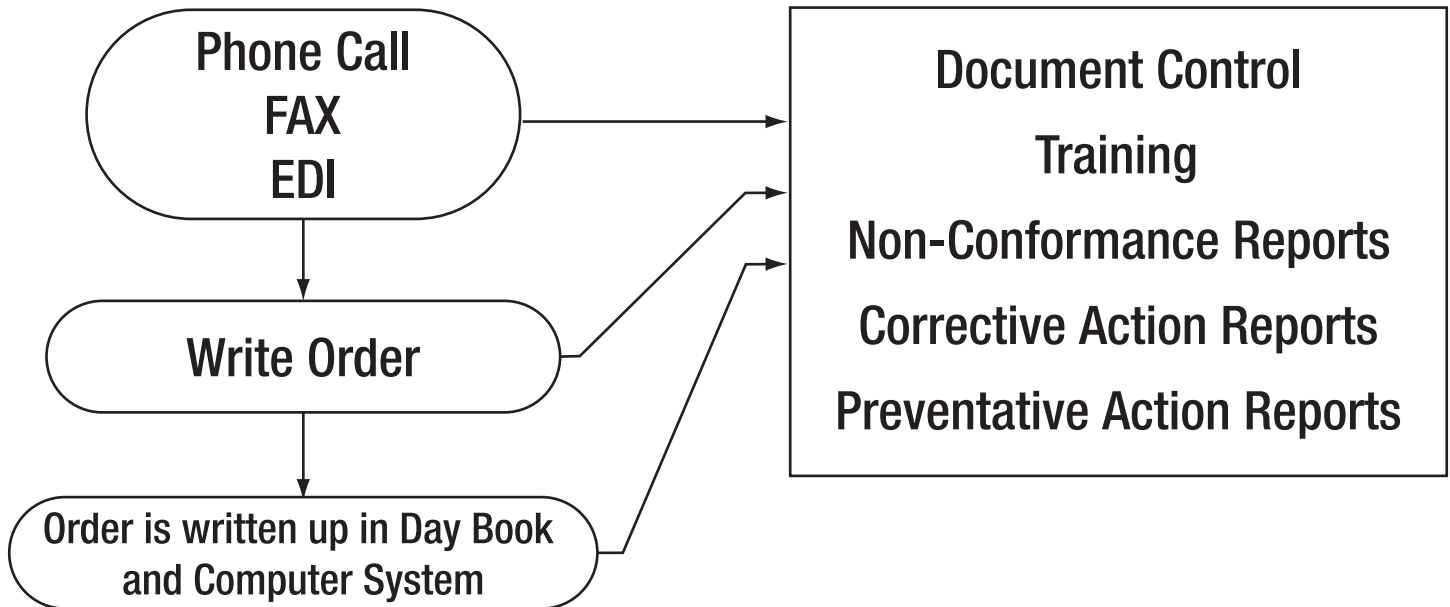 Phone Call
FAX
EDI
Write Order
Order is written up in Day Book
and Computer System
Document Control
Training
Non-Conformance Reports
Corrective Action Reports
Preventative Action Reports